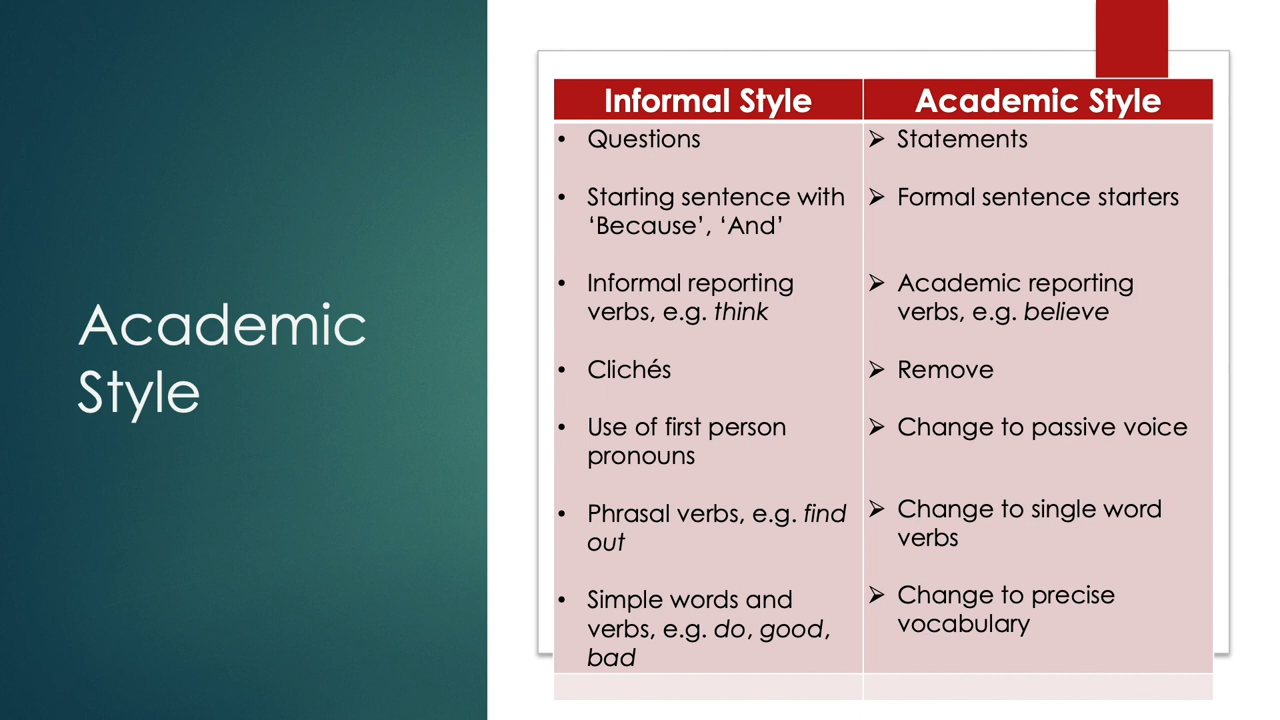 Academic
Style
Informal Style
Academic Style
• Questions
• Starting sentence with
‘Because’, ‘And’
• Informal reporting
verbs, e.g. think
• Clichés
• Use of first person
pronouns
• Phrasal verbs, e.g. find
out
• Simple words and
verbs, e.g. do, good,
bad
➢ Statements
➢ Formal sentence starters
➢ Academic reporting
verbs, e.g. believe
➢ Remove
➢ Change to passive voice
➢ Change to single word
verbs
➢ Change to precise
vocabulary